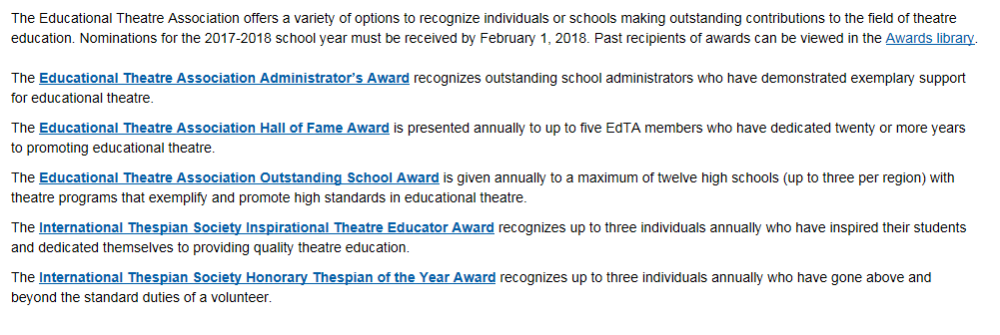 The Educational Theatre Association offers a variety of options to recognize individuals or schools making outstanding contributions to the field of theatre
education. Nominations for the 2017-2018 school year must be received by February 1, 2018. Past recipients of awards can be viewed in the Awards library.
The Educational Theatre Association Administrator's Award recognizes outstanding school administrators who have demonstrated exemplary support
for educational theatre.
The Educational Theatre Association Hall of Fame Award is presented annually to up to five EdTA members who have dedicated twenty or more years
to promoting educational theatre.
The Educational Theatre Association Outstanding School Award is given annually to a maximum of twelve high schools (up to three per region) with
theatre programs that exemplify and promote high standards in educational theatre.
The International Thespian Society Inspirational Theatre Educator Award recognizes up to three individuals annually who have inspired their students
and dedicated themselves to providing quality theatre education.
The International Thespian Society Honorary Thespian of the Year Award recognizes up to three individuals annually who have gone above and
beyond the standard duties of a volunteer.